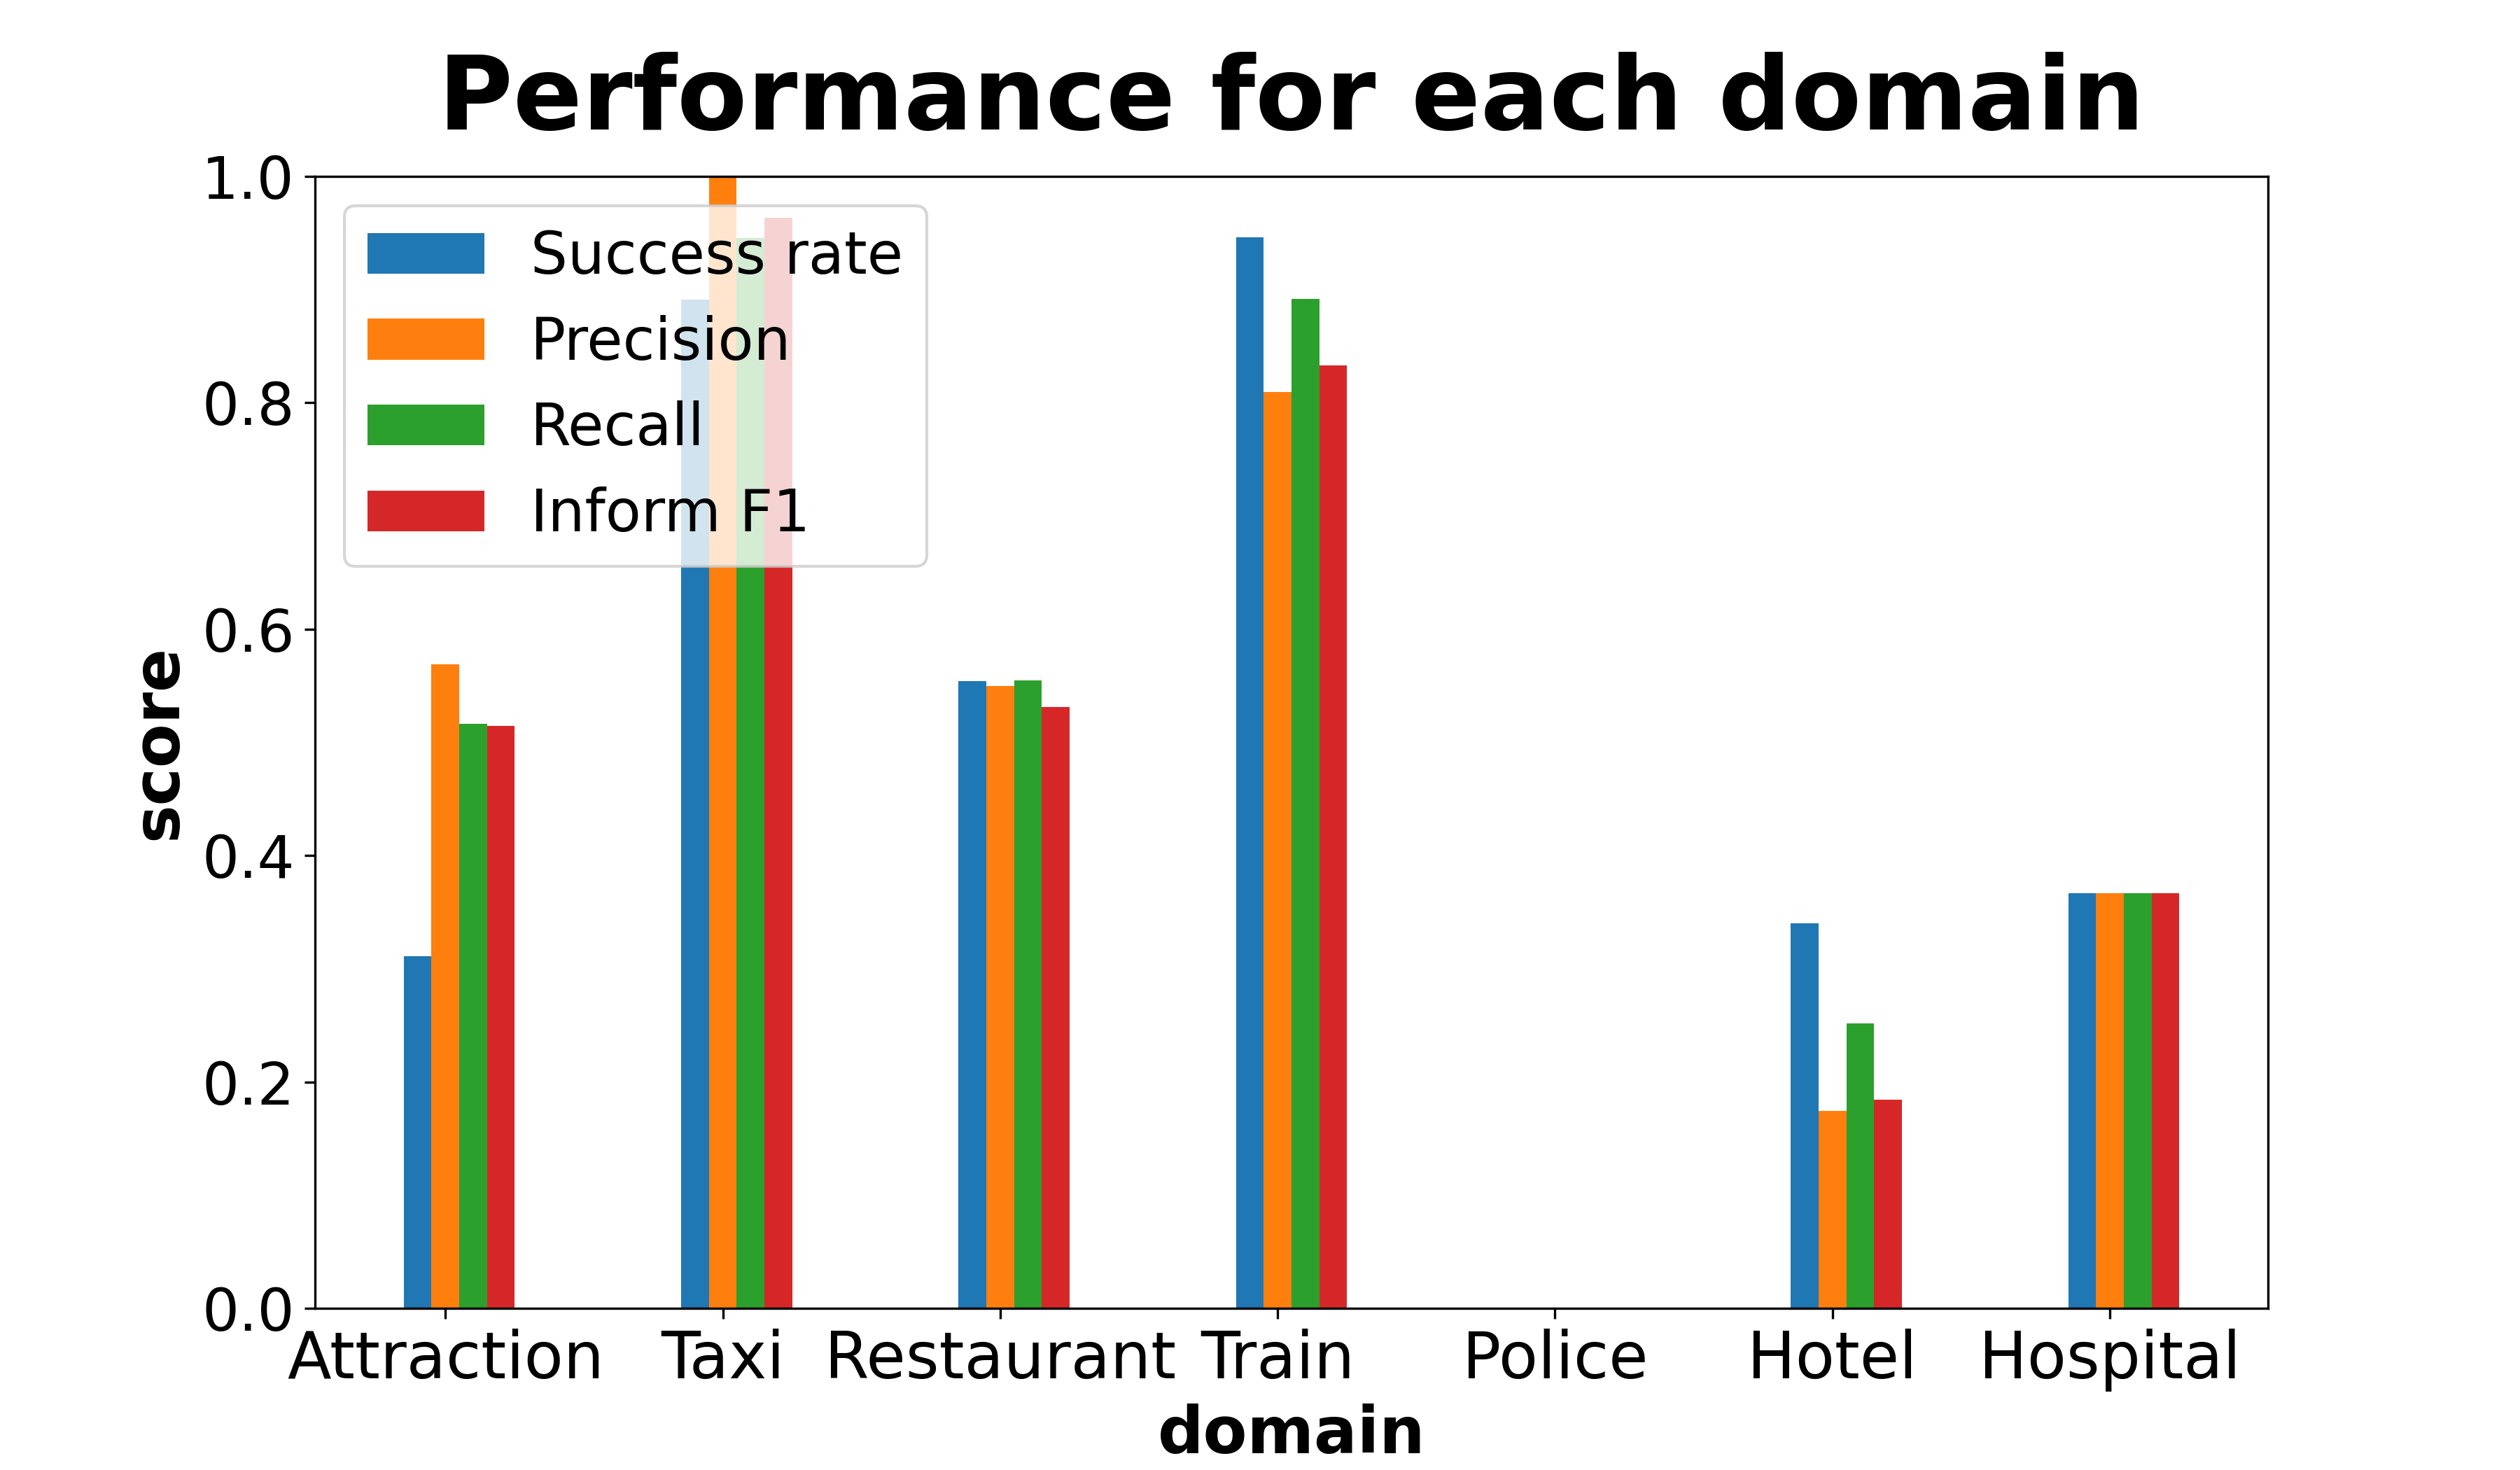 Performance for each domain
1.0
0.8
0.6
0.4
0.2
0.0
score
Success rate
Precision
Recall
Inform F1
Attraction Taxi Restaurant Train Police Hotel Hospital
domain